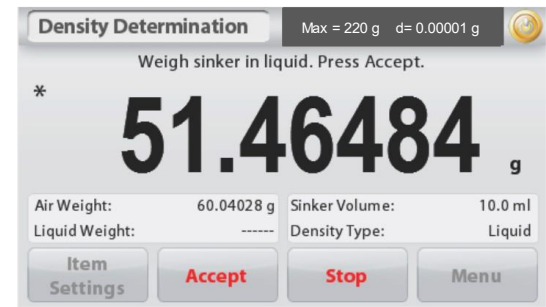 Density Determination Max = 220 g d= 0.00001 g
Weigh sinker in liquid. Press Accept.
* 51.46484 g
Air Weight: 60.04028 g Sinker Volume: 10.0 ml
Liquid Weight: ------ Density Type: Liquid
Item Settings Accept Stop Menu